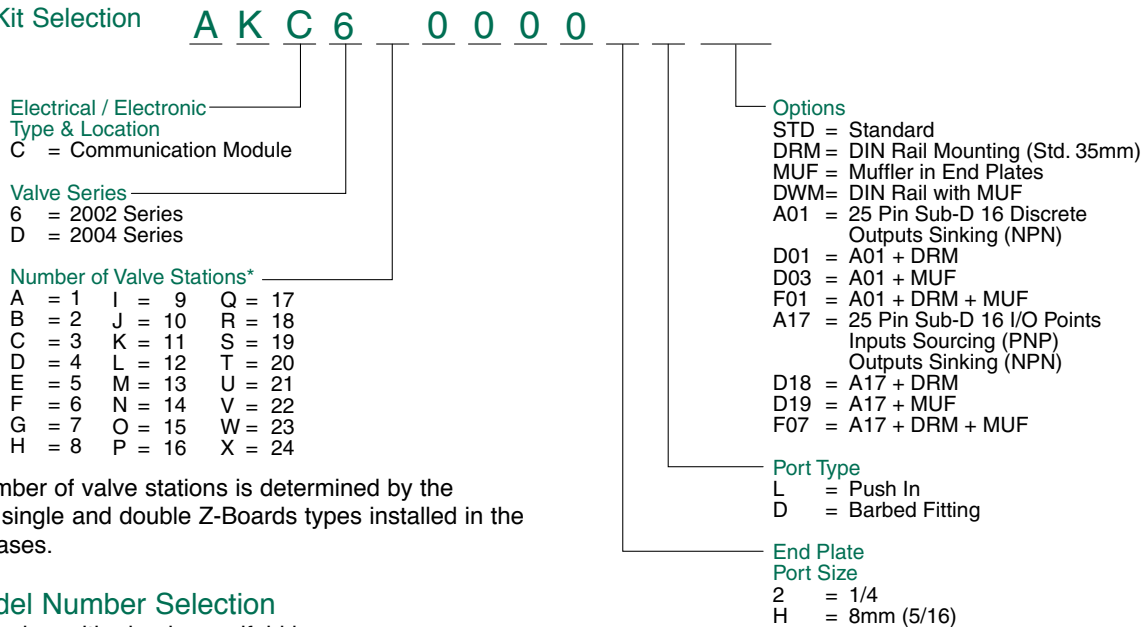 Kit Selection
A K C 6 0 0 0 0
Electrical / Electronic
Type & Location
C = Communication Module
Valve Series
6 = 2002 Series
D = 2004 Series
Number of Valve Stations*
A = 1 I = 9 Q = 17
B = 2 J = 10 R = 18
C = 3 K = 11 S = 19
D = 4 L = 12 T = 20
E = 5 M = 13 U = 21
F = 6 N = 14 V = 22
G = 7 O = 15 W = 23
H = 8 P = 16 X = 24
mber of valve stations is determined by the
single and double Z-Boards types installed in the
ases.
del Number Selection
Options
STD = Standard
DRM = DIN Rail Mounting (Std. 35mm)
MUF = Muffler in End Plates
DWM= DIN Rail with MUF
A01 = 25 Pin Sub-D 16 Discrete
Outputs Sinking (NPN)
D01 = A01 + DRM
D03 = A01 + MUF
F01 = A01 + DRM + MUF
A17 = 25 Pin Sub-D 16 I/O Points
Inputs Sourcing (PNP)
Outputs Sinking (NPN)
D18 = A17 + DRM
D19 = A17 + MUF
F07 = A17 + DRM + MUF
Port Type
L = Push In
D = Barbed Fitting
End Plate
Port Size
2 = 1/4
H = 8mm (5/16)